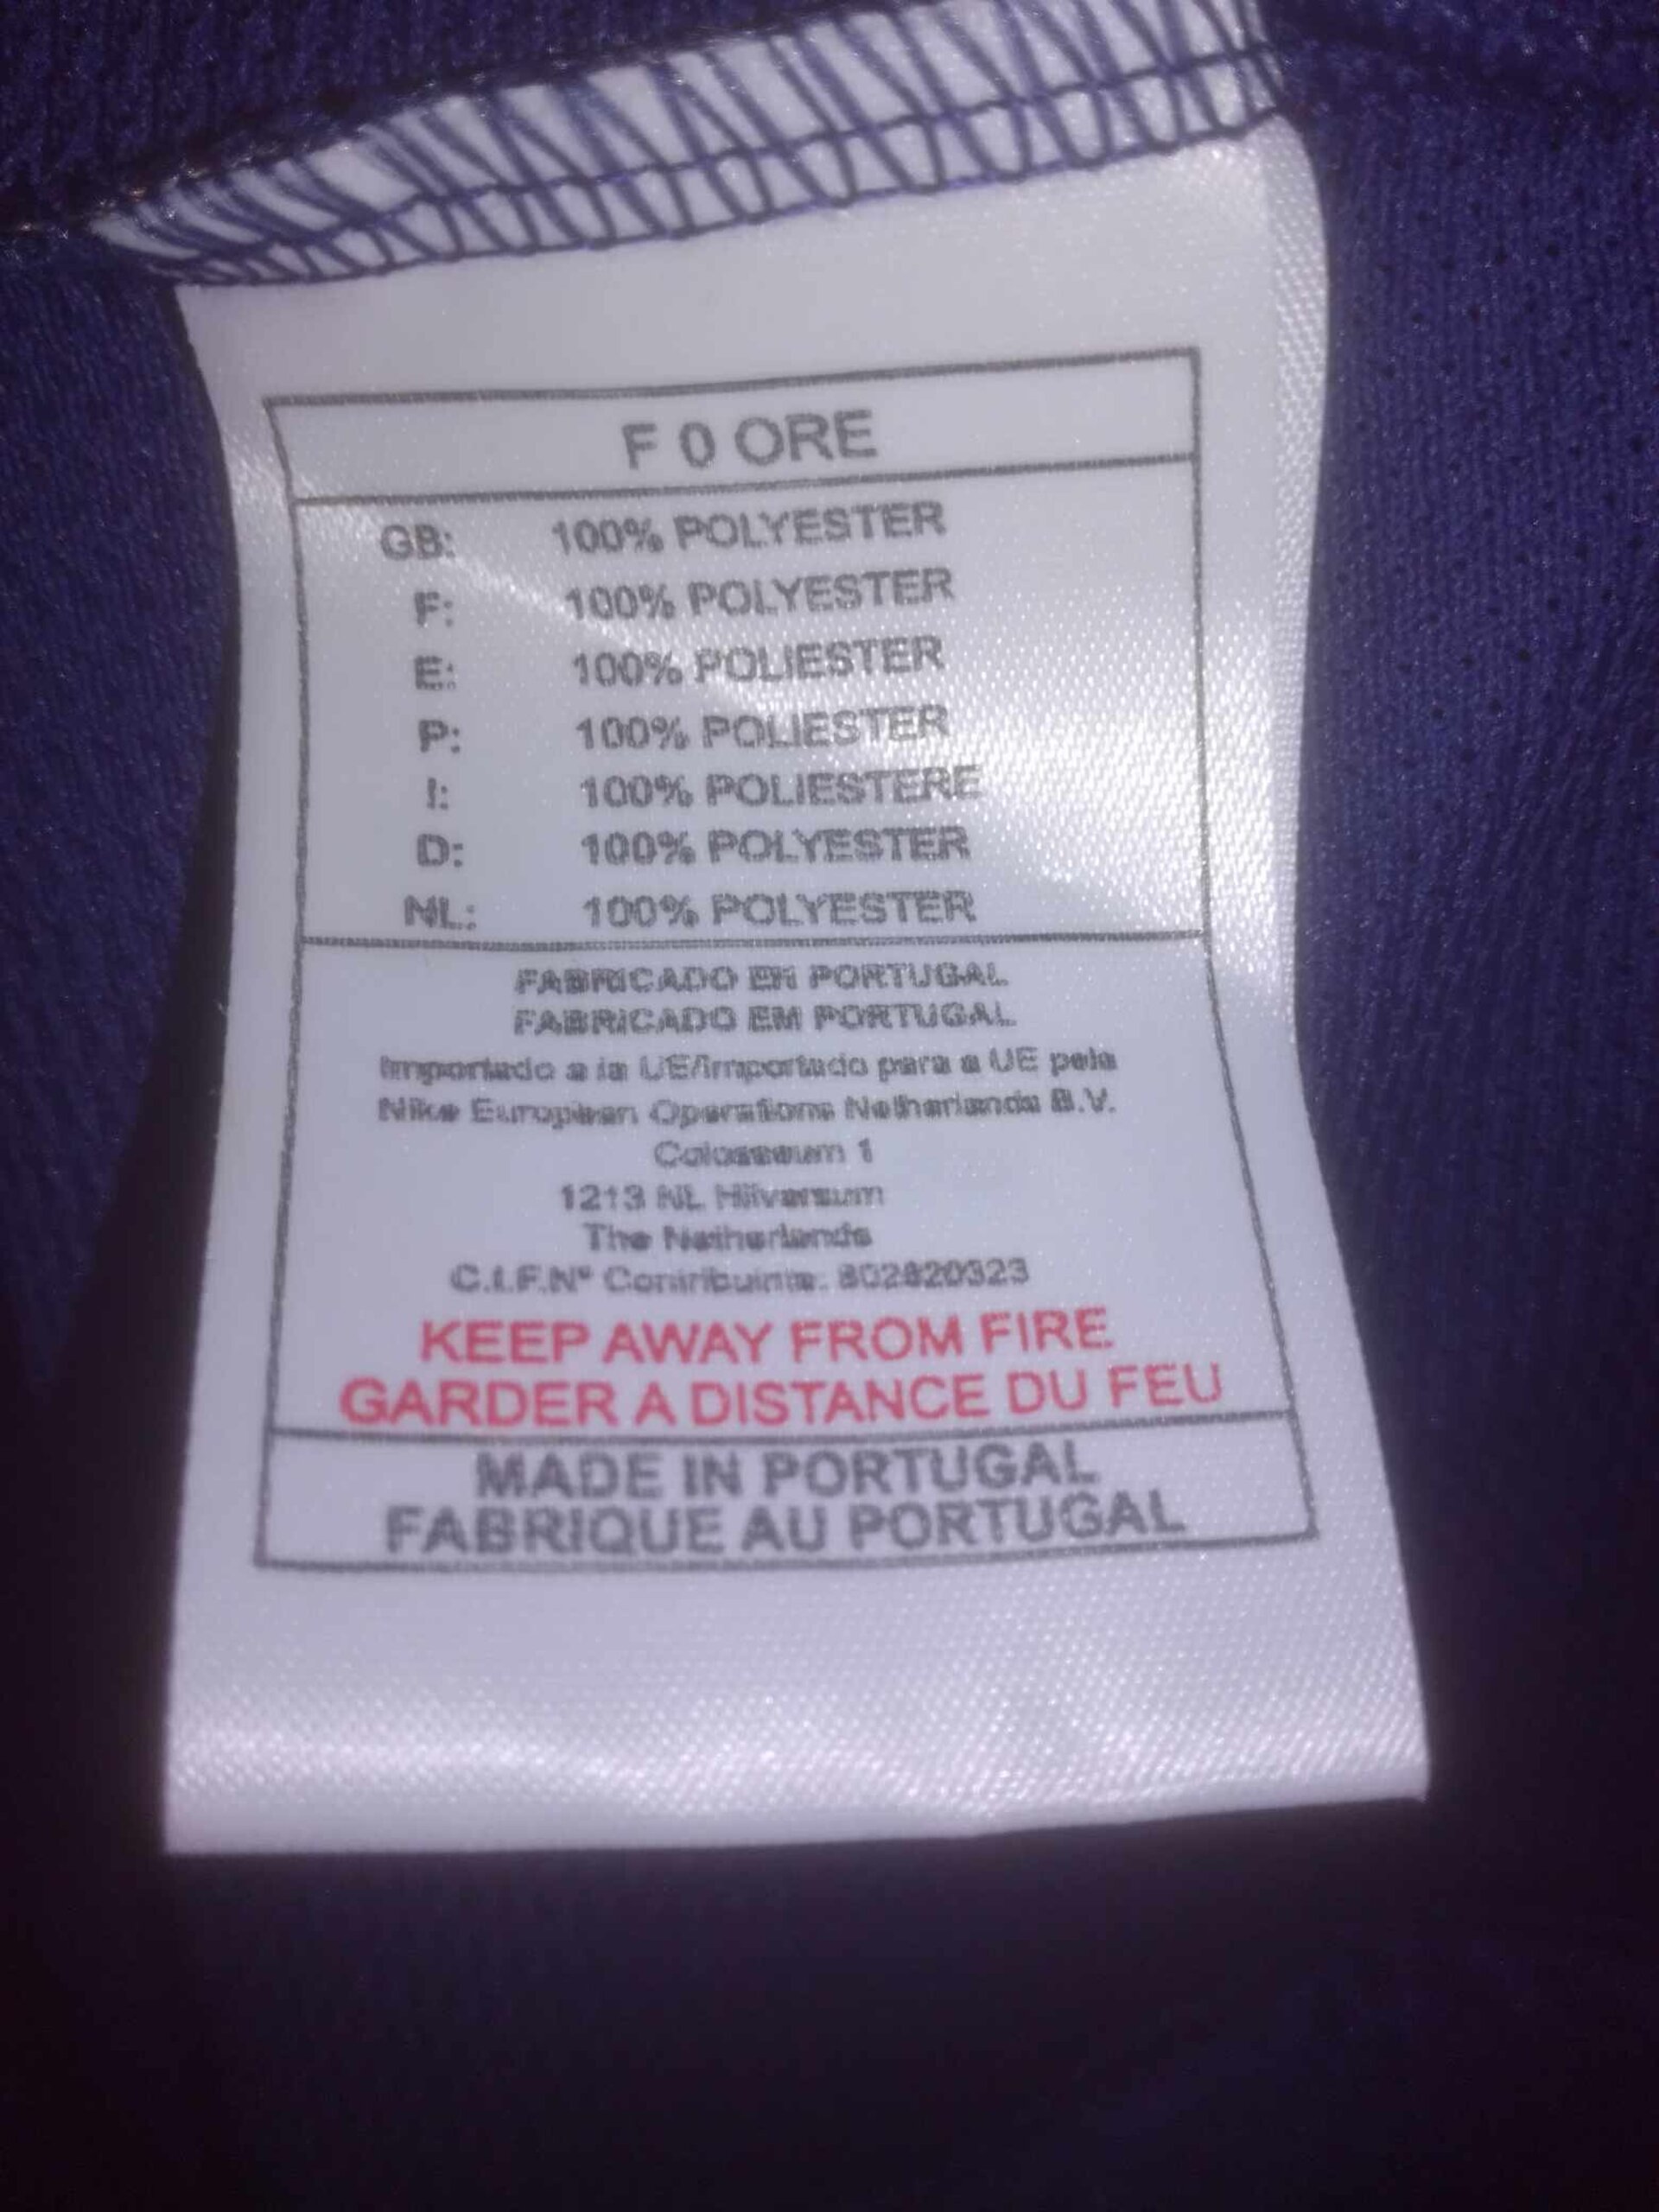 F 0 ORE
GB: 100% POLYESTER
F: 100% POLYESTER
E: 100% POLIESTER
P: 100% POLIESTER
I: 100% POLIESTERE
D: 100% POLYESTER
NL: 100% POLYESTER
FABRICADO EN PORTUGAL
FABRICADO EM PORTUGAL
Importado a la UE/Importado para a UE pela
Nike European Operations Netherlands B.V.
Colosseum 1
1213 NL Hilversum
The Netherlands
C.I.F.Nº Contribuinte: 802820323
KEEP AWAY FROM FIRE
GARDER A DISTANCE DU FEU
MADE IN PORTUGAL
FABRIQUE AU PORTUGAL